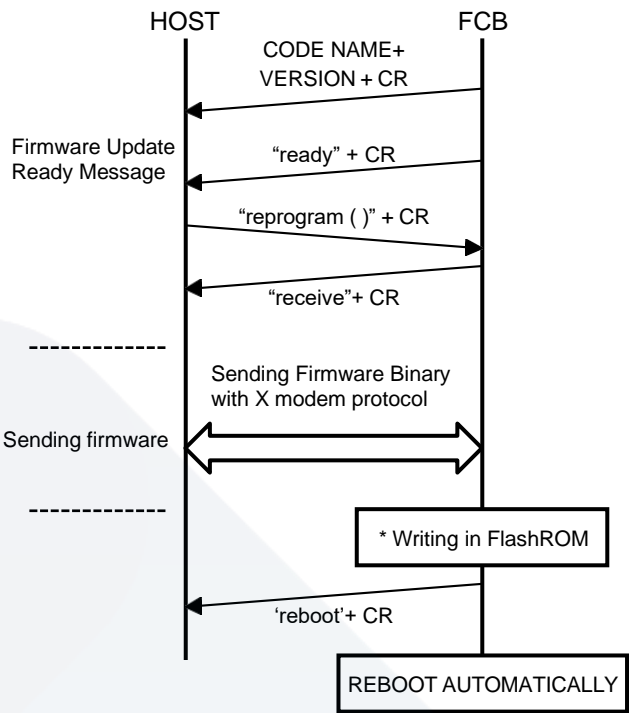 HOST FCB
CODE NAME+
VERSION + CR
Firmware Update
Ready Message
“ready” + CR
“reprogram ( )” + CR
“receive”+ CR
-------------
Sending Firmware Binary
with X modem protocol
Sending firmware
-------------
* Writing in FlashROM
‘reboot’+ CR
REBOOT AUTOMATICALLY